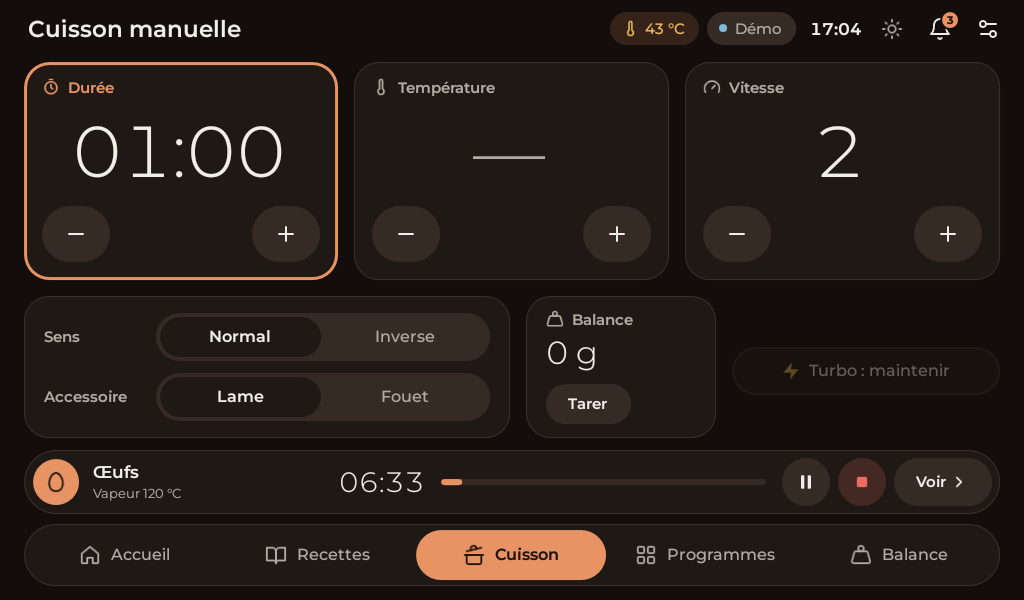 Cuisson manuelle
43 °C
Démo
17:04
3
Durée
01:00
Température
Vitesse
2
Sens
Normal
Inverse
Accessoire
Lame
Fouet
Balance
0 g
Tarer
Turbo : maintenir
Œufs
Vapeur 120 °C
06:33
Voir
Accueil
Recettes
Cuisson
Programmes
Balance